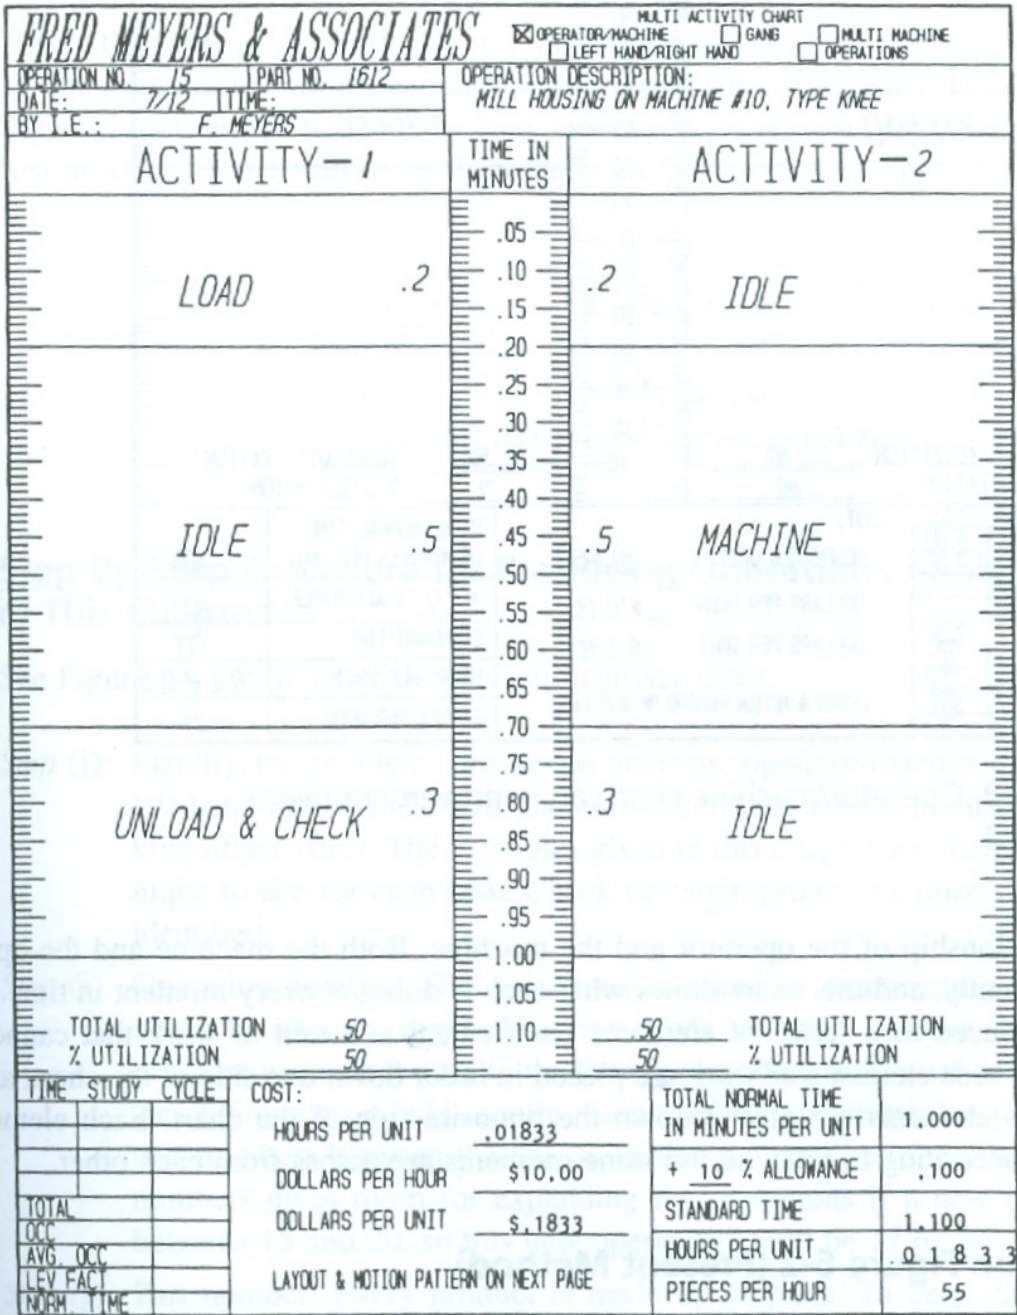 FRED MEYERS & ASSOCIATES
MULTI ACTIVITY CHART
OPERATOR/MACHINE GANG MULTI MACHINE
LEFT HAND/RIGHT HAND OPERATIONS
OPERATION NO. 15 PART NO. 1612
DATE: 7/12 TIME:
BY I.E.: F. MEYERS
OPERATION DESCRIPTION:
MILL HOUSING ON MACHINE #10, TYPE KNEE
ACTIVITY-1 TIME IN MINUTES ACTIVITY-2
.05
.10
LOAD .2 .2 IDLE
.15
.20
.25
.30
.35
.40
IDLE .5 .45 .5 MACHINE
.50
.55
.60
.65
.70
.75
UNLOAD & CHECK .3 .80 .3 IDLE
.85
.90
.95
1.00
1.05
TOTAL UTILIZATION .50 1.10 .50 TOTAL UTILIZATION
% UTILIZATION 50 50 % UTILIZATION
TIME STUDY CYCLE
TOTAL
OCC
AVG. OCC
LEV FACT
NORM. TIME
COST:
HOURS PER UNIT .01833
DOLLARS PER HOUR $10.00
DOLLARS PER UNIT $.1833
LAYOUT & MOTION PATTERN ON NEXT PAGE
TOTAL NORMAL TIME
IN MINUTES PER UNIT 1.000
+ 10 % ALLOWANCE .100
STANDARD TIME 1.100
HOURS PER UNIT 0 1 8 3 3
PIECES PER HOUR 55